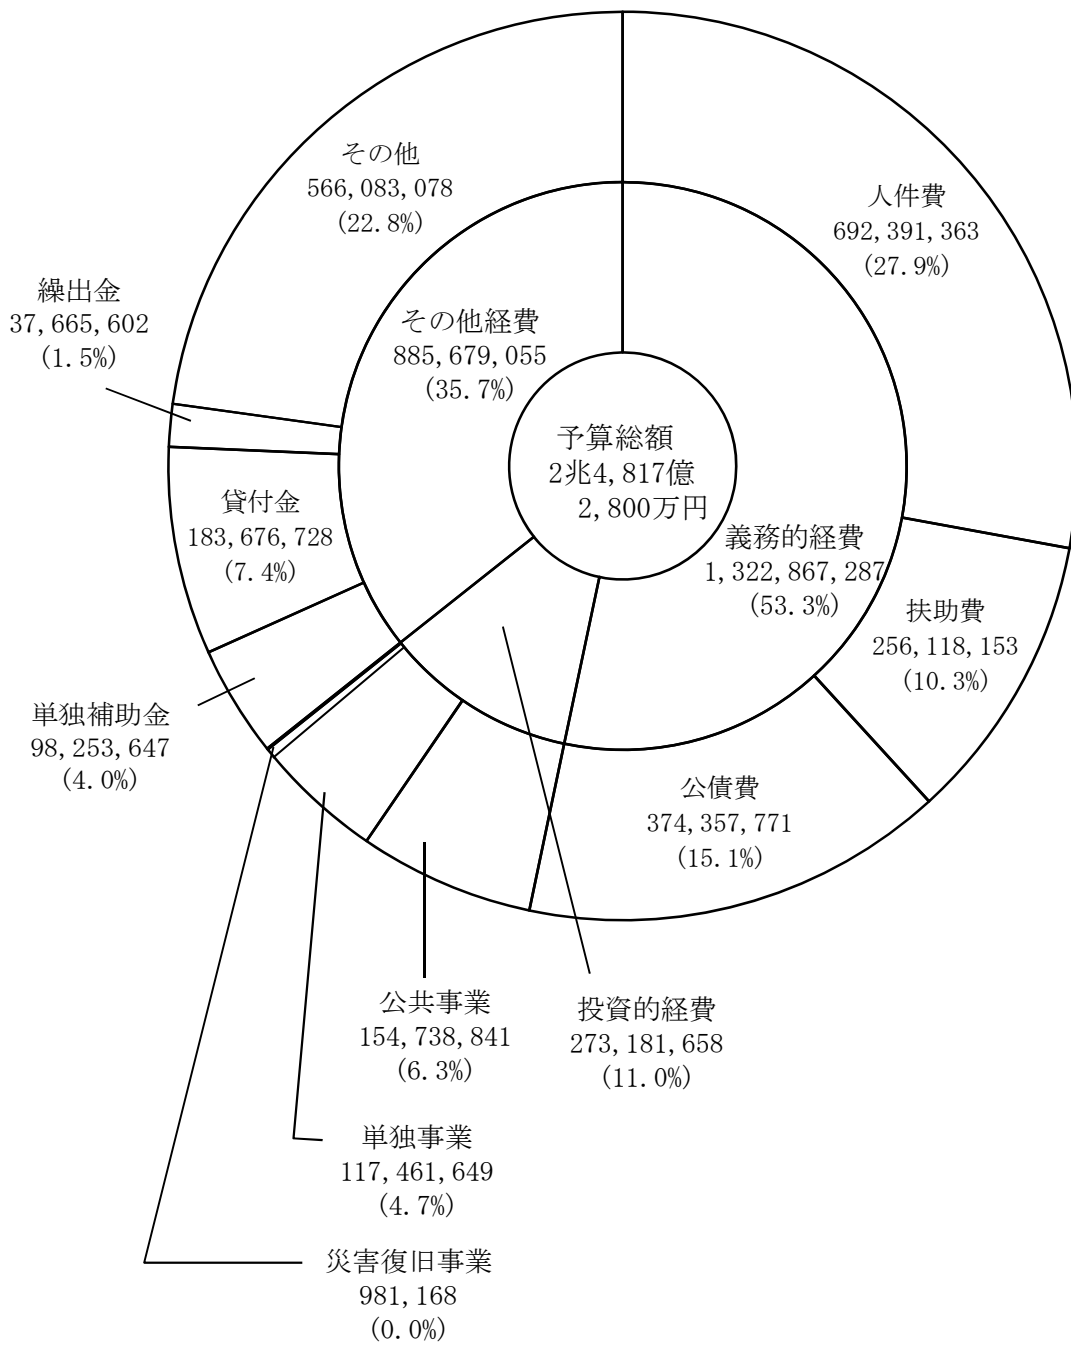 その他
566,083,078
(22.8%)
人件費
692,391,363
(27.9%)
繰出金
37,665,602
(1.5%)
その他経費
885,679,055
(35.7%)
予算総額
2兆4,817億
2,800万円
貸付金
183,676,728
(7.4%)
義務的経費
1,322,867,287
(53.3%)
扶助費
256,118,153
(10.3%)
単独補助金
98,253,647
(4.0%)
公債費
374,357,771
(15.1%)
公共事業
154,738,841
(6.3%)
投資的経費
273,181,658
(11.0%)
単独事業
117,461,649
(4.7%)
災害復旧事業
981,168
(0.0%)